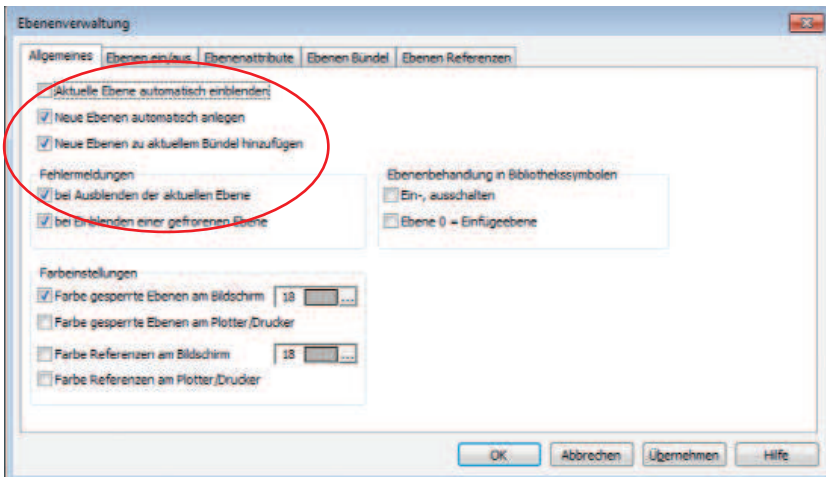 Ebenenverwaltung
Allgemeines Ebenen ein/aus Ebenenattribute Ebenen Bündel Ebenen Referenzen
Aktuelle Ebene automatisch einblenden
Neue Ebenen automatisch anlegen
Neue Ebenen zu aktuellem Bündel hinzufügen
Fehlermeldungen
bei Ausblenden der aktuellen Ebene
bei Einblenden einer gefrorenen Ebene
Ebenenbehandlung in Bibliothekssymbolen
Ein-, ausschalten
Ebene 0 = Einfügeebene
Farbeinstellungen
Farbe gesperrte Ebenen am Bildschirm 18 ...
Farbe gesperrte Ebenen am Plotter/Drucker
Farbe Referenzen am Bildschirm 18 ...
Farbe Referenzen am Plotter/Drucker
OK Abbrechen Übernehmen Hilfe